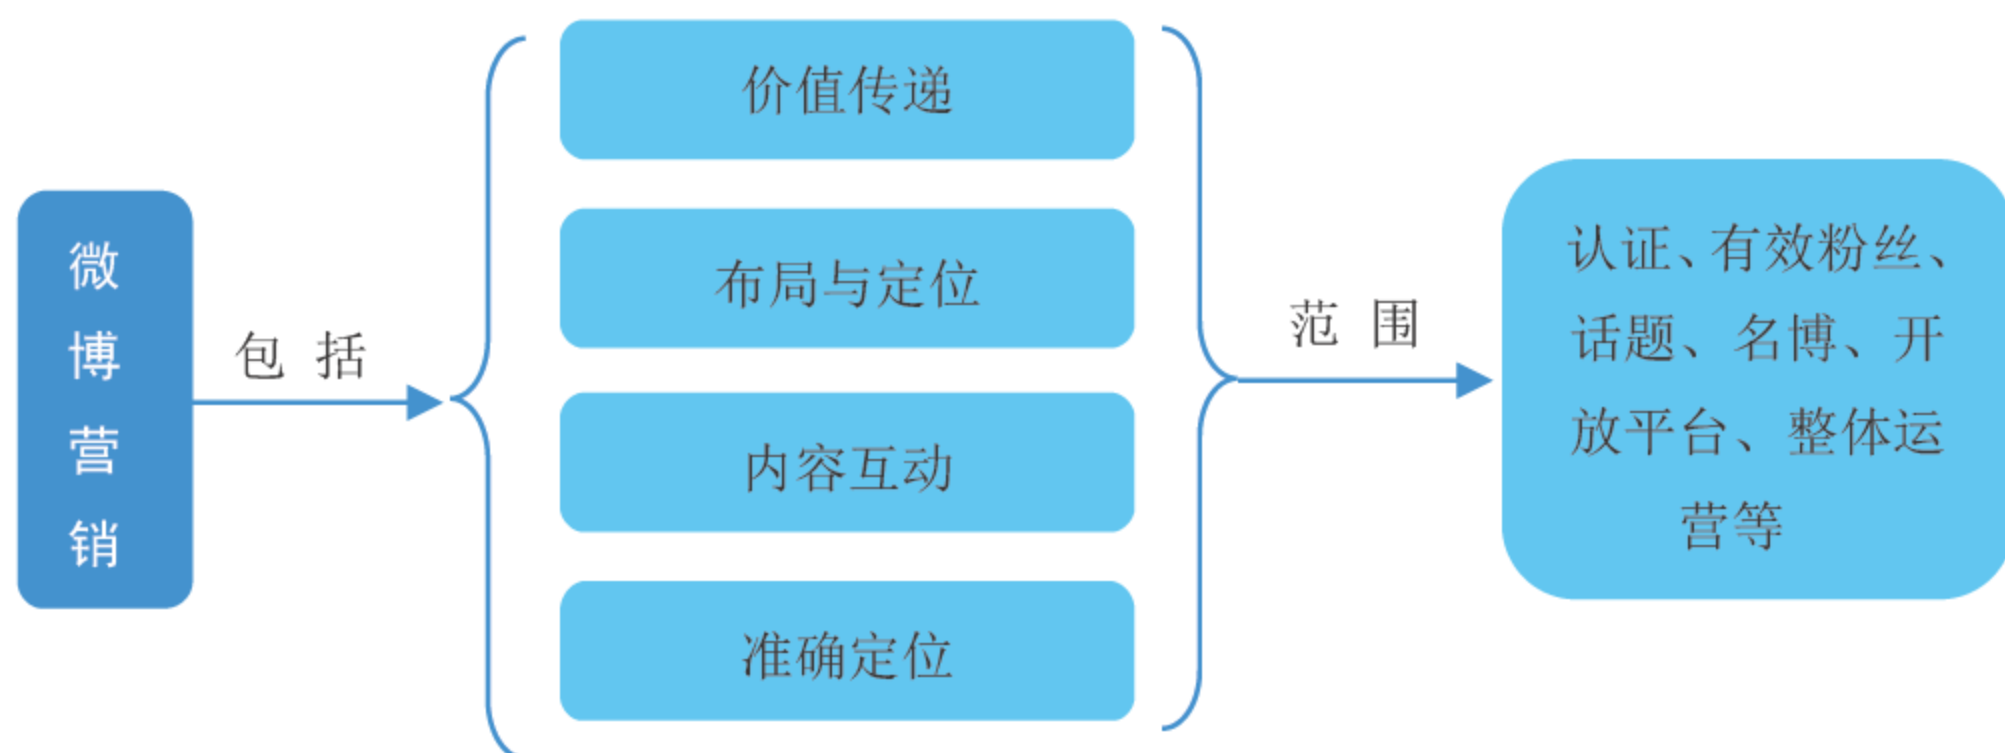 微
博
营
销
包 括
价值传递
布局与定位
内容互动
准确定位
范 围
认证、有效粉丝、
话题、名博、开
放平台、整体运
营等